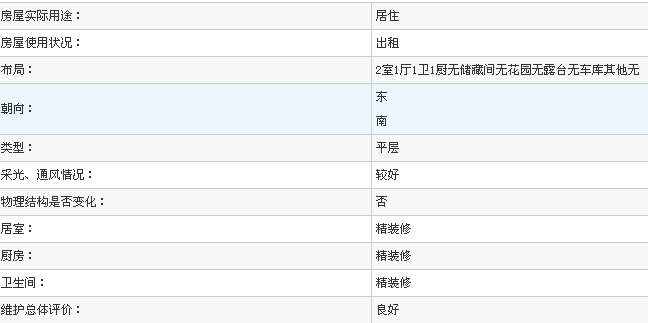 房屋实际用途：
居住
房屋使用状况：
出租
布局：
2室1厅1卫1厨无储藏间无花园无露台无车库其他无
朝向：
东
南
类型：
平层
采光、通风情况：
较好
物理结构是否变化：
否
居室：
精装修
厨房：
精装修
卫生间：
精装修
维护总体评价：
良好